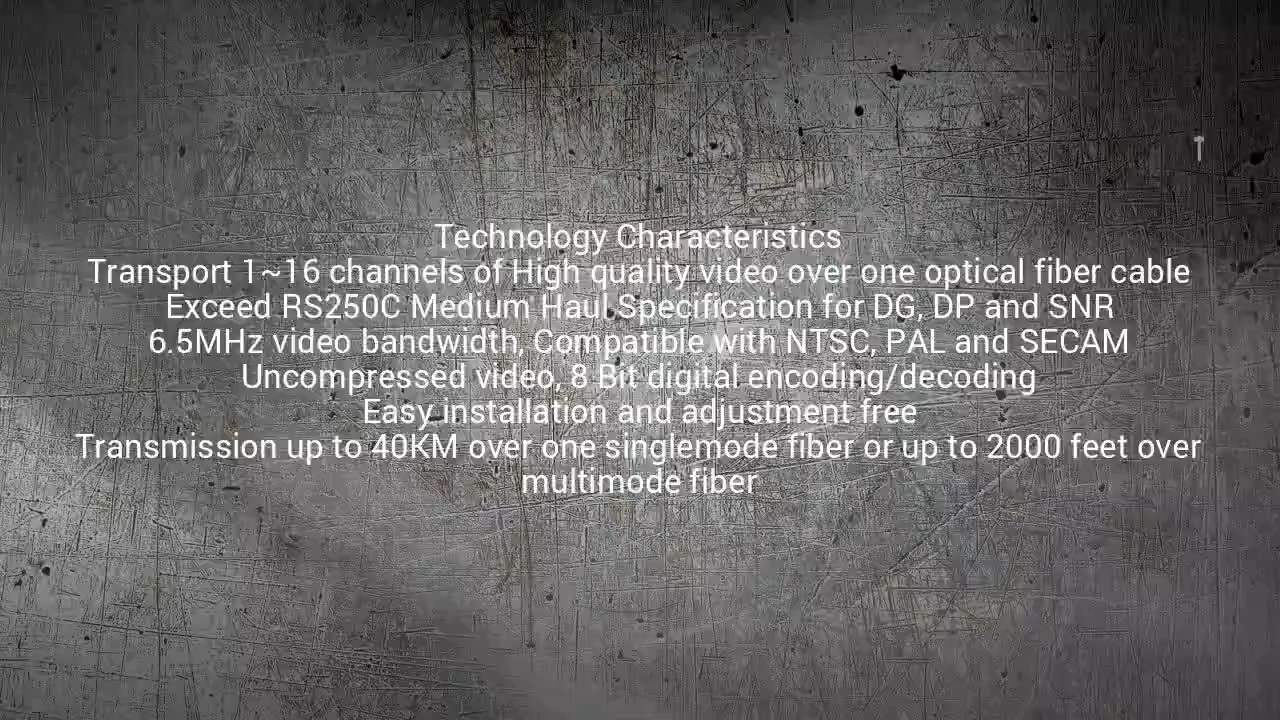 Technology Characteristics
Transport 1~16 channels of High quality video over one optical fiber cable
Exceed RS250C Medium Haul Specification for DG, DP and SNR
6.5MHz video bandwidth, Compatible with NTSC, PAL and SECAM
Uncompressed video, 8 Bit digital encoding/decoding
Easy installation and adjustment free
Transmission up to 40KM over one singlemode fiber or up to 2000 feet over
multimode fiber